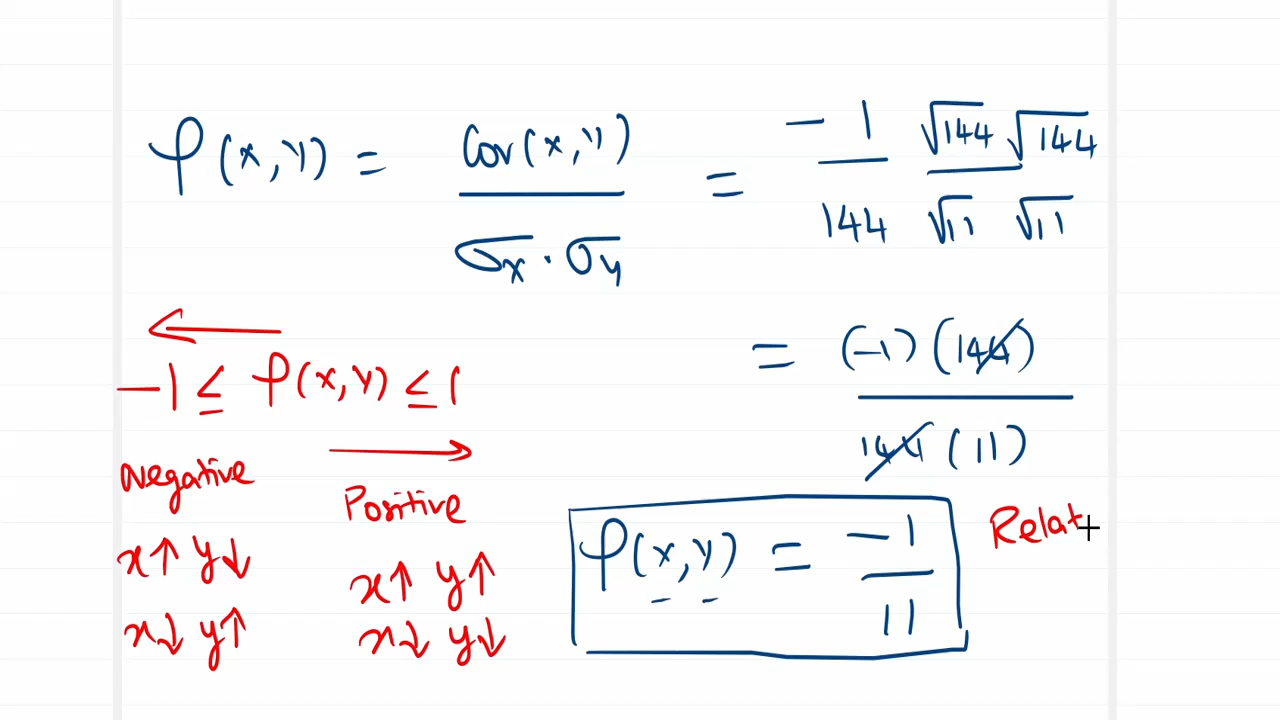 ρ(x,y) = Cov(x,y) / σx · σy = -1/144 √144 √144 / √11 √11
= (-1)(144) / 144(11)
-1 ≤ ρ(x,y) ≤ 1
Negative
x↑ y↓
x↓ y↑
Positive
x↑ y↑
x↓ y↓
ρ(x,y) = -1/11
Relat